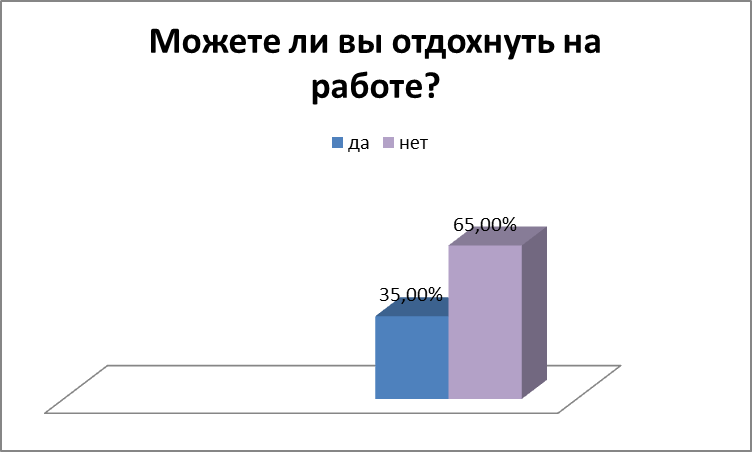 Можете ли вы отдохнуть на
работе?
да нет
65,00%
35,00%